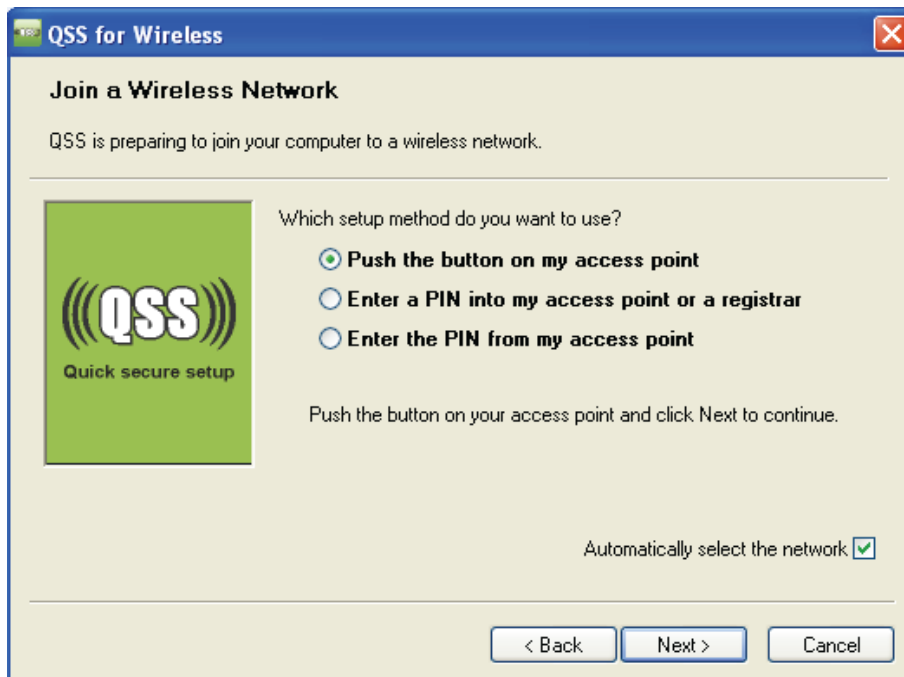 QSS for Wireless
Join a Wireless Network
QSS is preparing to join your computer to a wireless network.
Which setup method do you want to use?
Push the button on my access point
Enter a PIN into my access point or a registrar
Enter the PIN from my access point
(((QSS)))
Quick secure setup
Push the button on your access point and click Next to continue.
Automatically select the network
< Back
Next >
Cancel